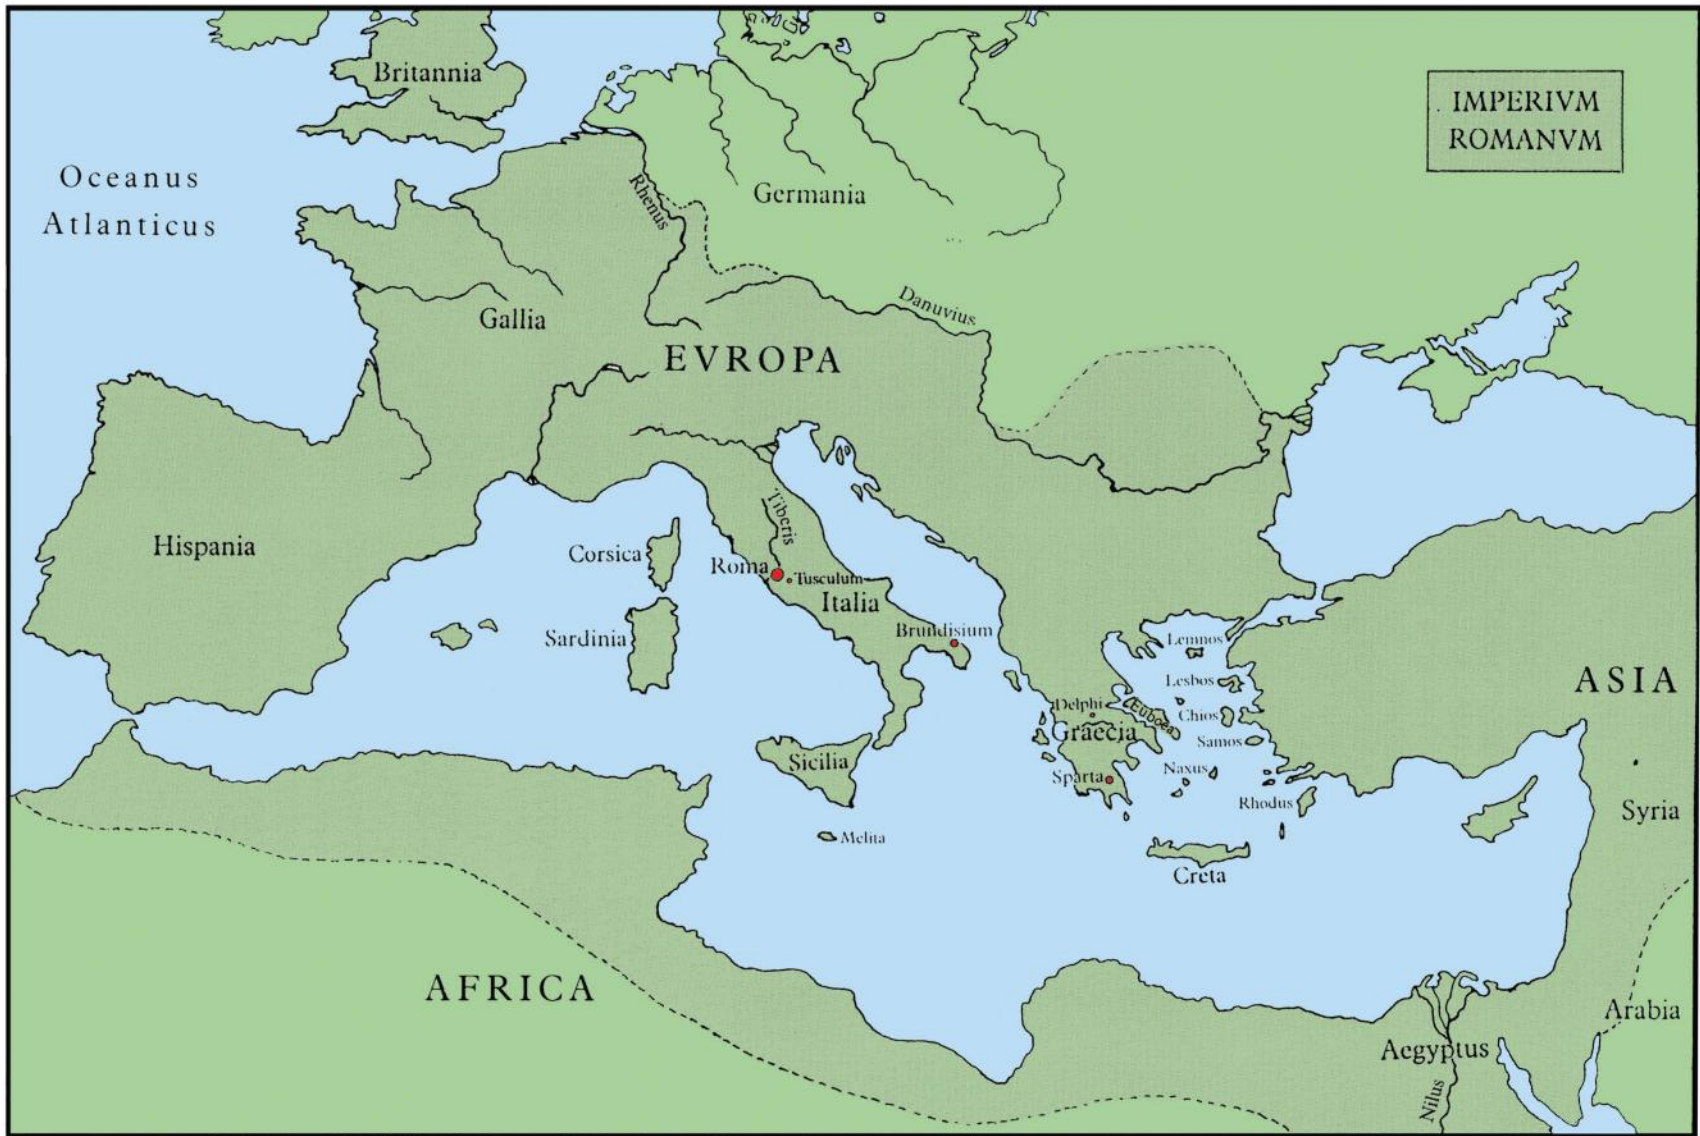 Britannia
IMPERIVM
ROMANVM
Oceanus
Atlanticus
Rhenus
Germania
Danuvius
Gallia
EVROPA
Hispania
Tiberis
Corsica
Roma
Tusculum
Italia
Sardinia
Brundisium
Lemnos
Lesbos
ASIA
Delphi
Euboea
Chios
Graecia
Samos
Sicilia
Sparta
Naxus
Rhodus
Syria
Melita
Creta
AFRICA
Arabia
Aegyptus
Nilus